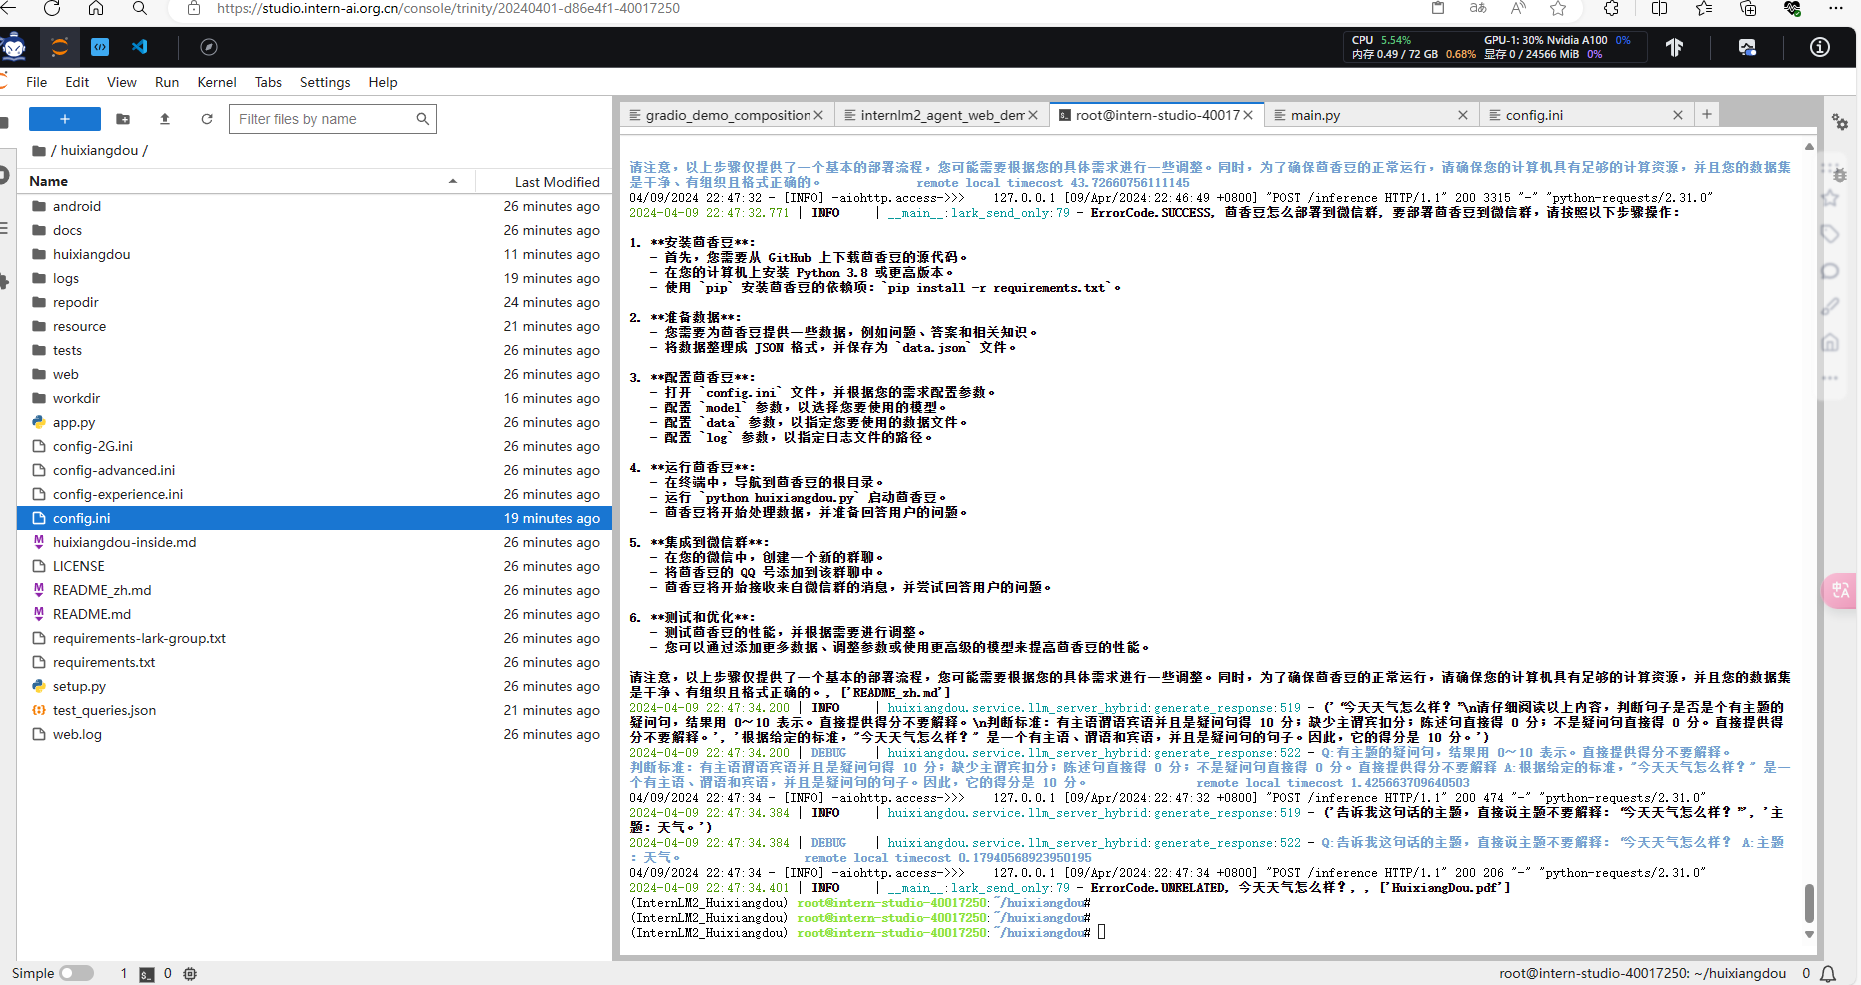 https://studio.intern-ai.org.cn/console/trinity/20240401-d86e4f1-40017250
CPU 5.54% GPU-1: 30% Nvidia A100 0%
内存 0.49 / 72 GB 0.68% 显存 0 / 24566 MiB 0%
File Edit View Run Kernel Tabs Settings Help
Filter files by name
/ huixiangdou /
Name Last Modified
android 26 minutes ago
docs 26 minutes ago
huixiangdou 11 minutes ago
logs 19 minutes ago
repodir 24 minutes ago
resource 21 minutes ago
tests 26 minutes ago
web 26 minutes ago
workdir 16 minutes ago
app.py 26 minutes ago
config-2G.ini 26 minutes ago
config-advanced.ini 26 minutes ago
config-experience.ini 26 minutes ago
config.ini 19 minutes ago
huixiangdou-inside.md 26 minutes ago
LICENSE 26 minutes ago
README_zh.md 26 minutes ago
README.md 26 minutes ago
requirements-lark-group.txt 26 minutes ago
requirements.txt 26 minutes ago
setup.py 26 minutes ago
test_queries.json 21 minutes ago
web.log 26 minutes ago
gradio_demo_composition internlm2_agent_web_dem root@intern-studio-40017 main.py config.ini
请注意，以上步骤仅提供了一个基本的部署流程，您可能需要根据您的具体需求进行一些调整。同时，为了确保茴香豆的正常运行，请确保您的计算机具有足够的计算资源，并且您的数据集
是干净、有组织且格式正确的。 remote local timecost 43.72660756111145
04/09/2024 22:47:32 - [INFO] -aiohttp.access->>> 127.0.0.1 [09/Apr/2024:22:46:49 +0800] "POST /inference HTTP/1.1" 200 3315 "-" "python-requests/2.31.0"
2024-04-09 22:47:32.771 | INFO | __main__:lark_send_only:79 - ErrorCode.SUCCESS, 茴香豆怎么部署到微信群, 要部署茴香豆到微信群，请按照以下步骤操作：
1. **安装茴香豆**：
- 首先，您需要从 GitHub 上下载茴香豆的源代码。
- 在您的计算机上安装 Python 3.8 或更高版本。
- 使用 `pip` 安装茴香豆的依赖项：`pip install -r requirements.txt`。
2. **准备数据**：
- 您需要为茴香豆提供一些数据，例如问题、答案和相关知识。
- 将数据整理成 JSON 格式，并保存为 `data.json` 文件。
3. **配置茴香豆**：
- 打开 `config.ini` 文件，并根据您的需求配置参数。
- 配置 `model` 参数，以选择您要使用的模型。
- 配置 `data` 参数，以指定您要使用的数据文件。
- 配置 `log` 参数，以指定日志文件的路径。
4. **运行茴香豆**：
- 在终端中，导航到茴香豆的根目录。
- 运行 `python huixiangdou.py` 启动茴香豆。
- 茴香豆将开始处理数据，并准备回答用户的问题。
5. **集成到微信群**：
- 在您的微信中，创建一个新的群聊。
- 将茴香豆的 QQ 号添加到该群聊中。
- 茴香豆将开始接收来自微信群的消息，并尝试回答用户的问题。
6. **测试和优化**：
- 测试茴香豆的性能，并根据需要进行调整。
- 您可以通过添加更多数据、调整参数或使用更高级的模型来提高茴香豆的性能。
请注意，以上步骤仅提供了一个基本的部署流程，您可能需要根据您的具体需求进行一些调整。同时，为了确保茴香豆的正常运行，请确保您的计算机具有足够的计算资源，并且您的数据集
是干净、有组织且格式正确的。, ['README_zh.md']
2024-04-09 22:47:34.200 | INFO | huixiangdou.service.llm_server_hybrid:generate_response:519 - ('“今天天气怎么样？”\n请仔细阅读以上内容，判断句子是否是个有主题的
疑问句，结果用 0～10 表示。直接提供得分不要解释。\n判断标准：有主语谓语宾语并且是疑问句得 10 分；缺少主谓宾扣分；陈述句直接得 0 分；不是疑问句直接得 0 分。直接提供得
分不要解释。', '根据给定的标准，"今天天气怎么样？" 是一个有主语、谓语和宾语，并且是疑问句的句子。因此，它的得分是 10 分。')
2024-04-09 22:47:34.200 | DEBUG | huixiangdou.service.llm_server_hybrid:generate_response:522 - Q:有主题的疑问句，结果用 0～10 表示。直接提供得分不要解释。
判断标准：有主语谓语宾语并且是疑问句得 10 分；缺少主谓宾扣分；陈述句直接得 0 分；不是疑问句直接得 0 分。直接提供得分不要解释 A:根据给定的标准，"今天天气怎么样？" 是一
个有主语、谓语和宾语，并且是疑问句的句子。因此，它的得分是 10 分。 remote local timecost 1.425663709640503
04/09/2024 22:47:34 - [INFO] -aiohttp.access->>> 127.0.0.1 [09/Apr/2024:22:47:32 +0800] "POST /inference HTTP/1.1" 200 474 "-" "python-requests/2.31.0"
2024-04-09 22:47:34.384 | INFO | huixiangdou.service.llm_server_hybrid:generate_response:519 - ('告诉我这句话的主题，直接说主题不要解释：“今天天气怎么样？”', '主
题：天气。')
2024-04-09 22:47:34.384 | DEBUG | huixiangdou.service.llm_server_hybrid:generate_response:522 - Q:告诉我这句话的主题，直接说主题不要解释：“今天天气怎么样？ A:主题
：天气。 remote local timecost 0.17940568923950195
04/09/2024 22:47:34 - [INFO] -aiohttp.access->>> 127.0.0.1 [09/Apr/2024:22:47:34 +0800] "POST /inference HTTP/1.1" 200 206 "-" "python-requests/2.31.0"
2024-04-09 22:47:34.401 | INFO | __main__:lark_send_only:79 - ErrorCode.UNRELATED, 今天天气怎么样？, , ['HuixiangDou.pdf']
(InternLM2_Huixiangdou) root@intern-studio-40017250:~/huixiangdou#
(InternLM2_Huixiangdou) root@intern-studio-40017250:~/huixiangdou#
(InternLM2_Huixiangdou) root@intern-studio-40017250:~/huixiangdou#
Simple 1 0 root@intern-studio-40017250: ~/huixiangdou 0